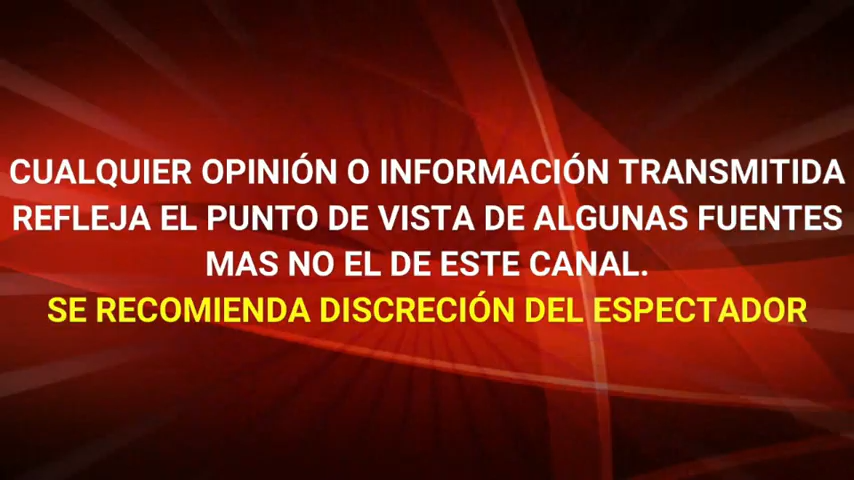 CUALQUIER OPINIÓN O INFORMACIÓN TRANSMITIDA
REFLEJA EL PUNTO DE VISTA DE ALGUNAS FUENTES
MAS NO EL DE ESTE CANAL.
SE RECOMIENDA DISCRECIÓN DEL ESPECTADOR